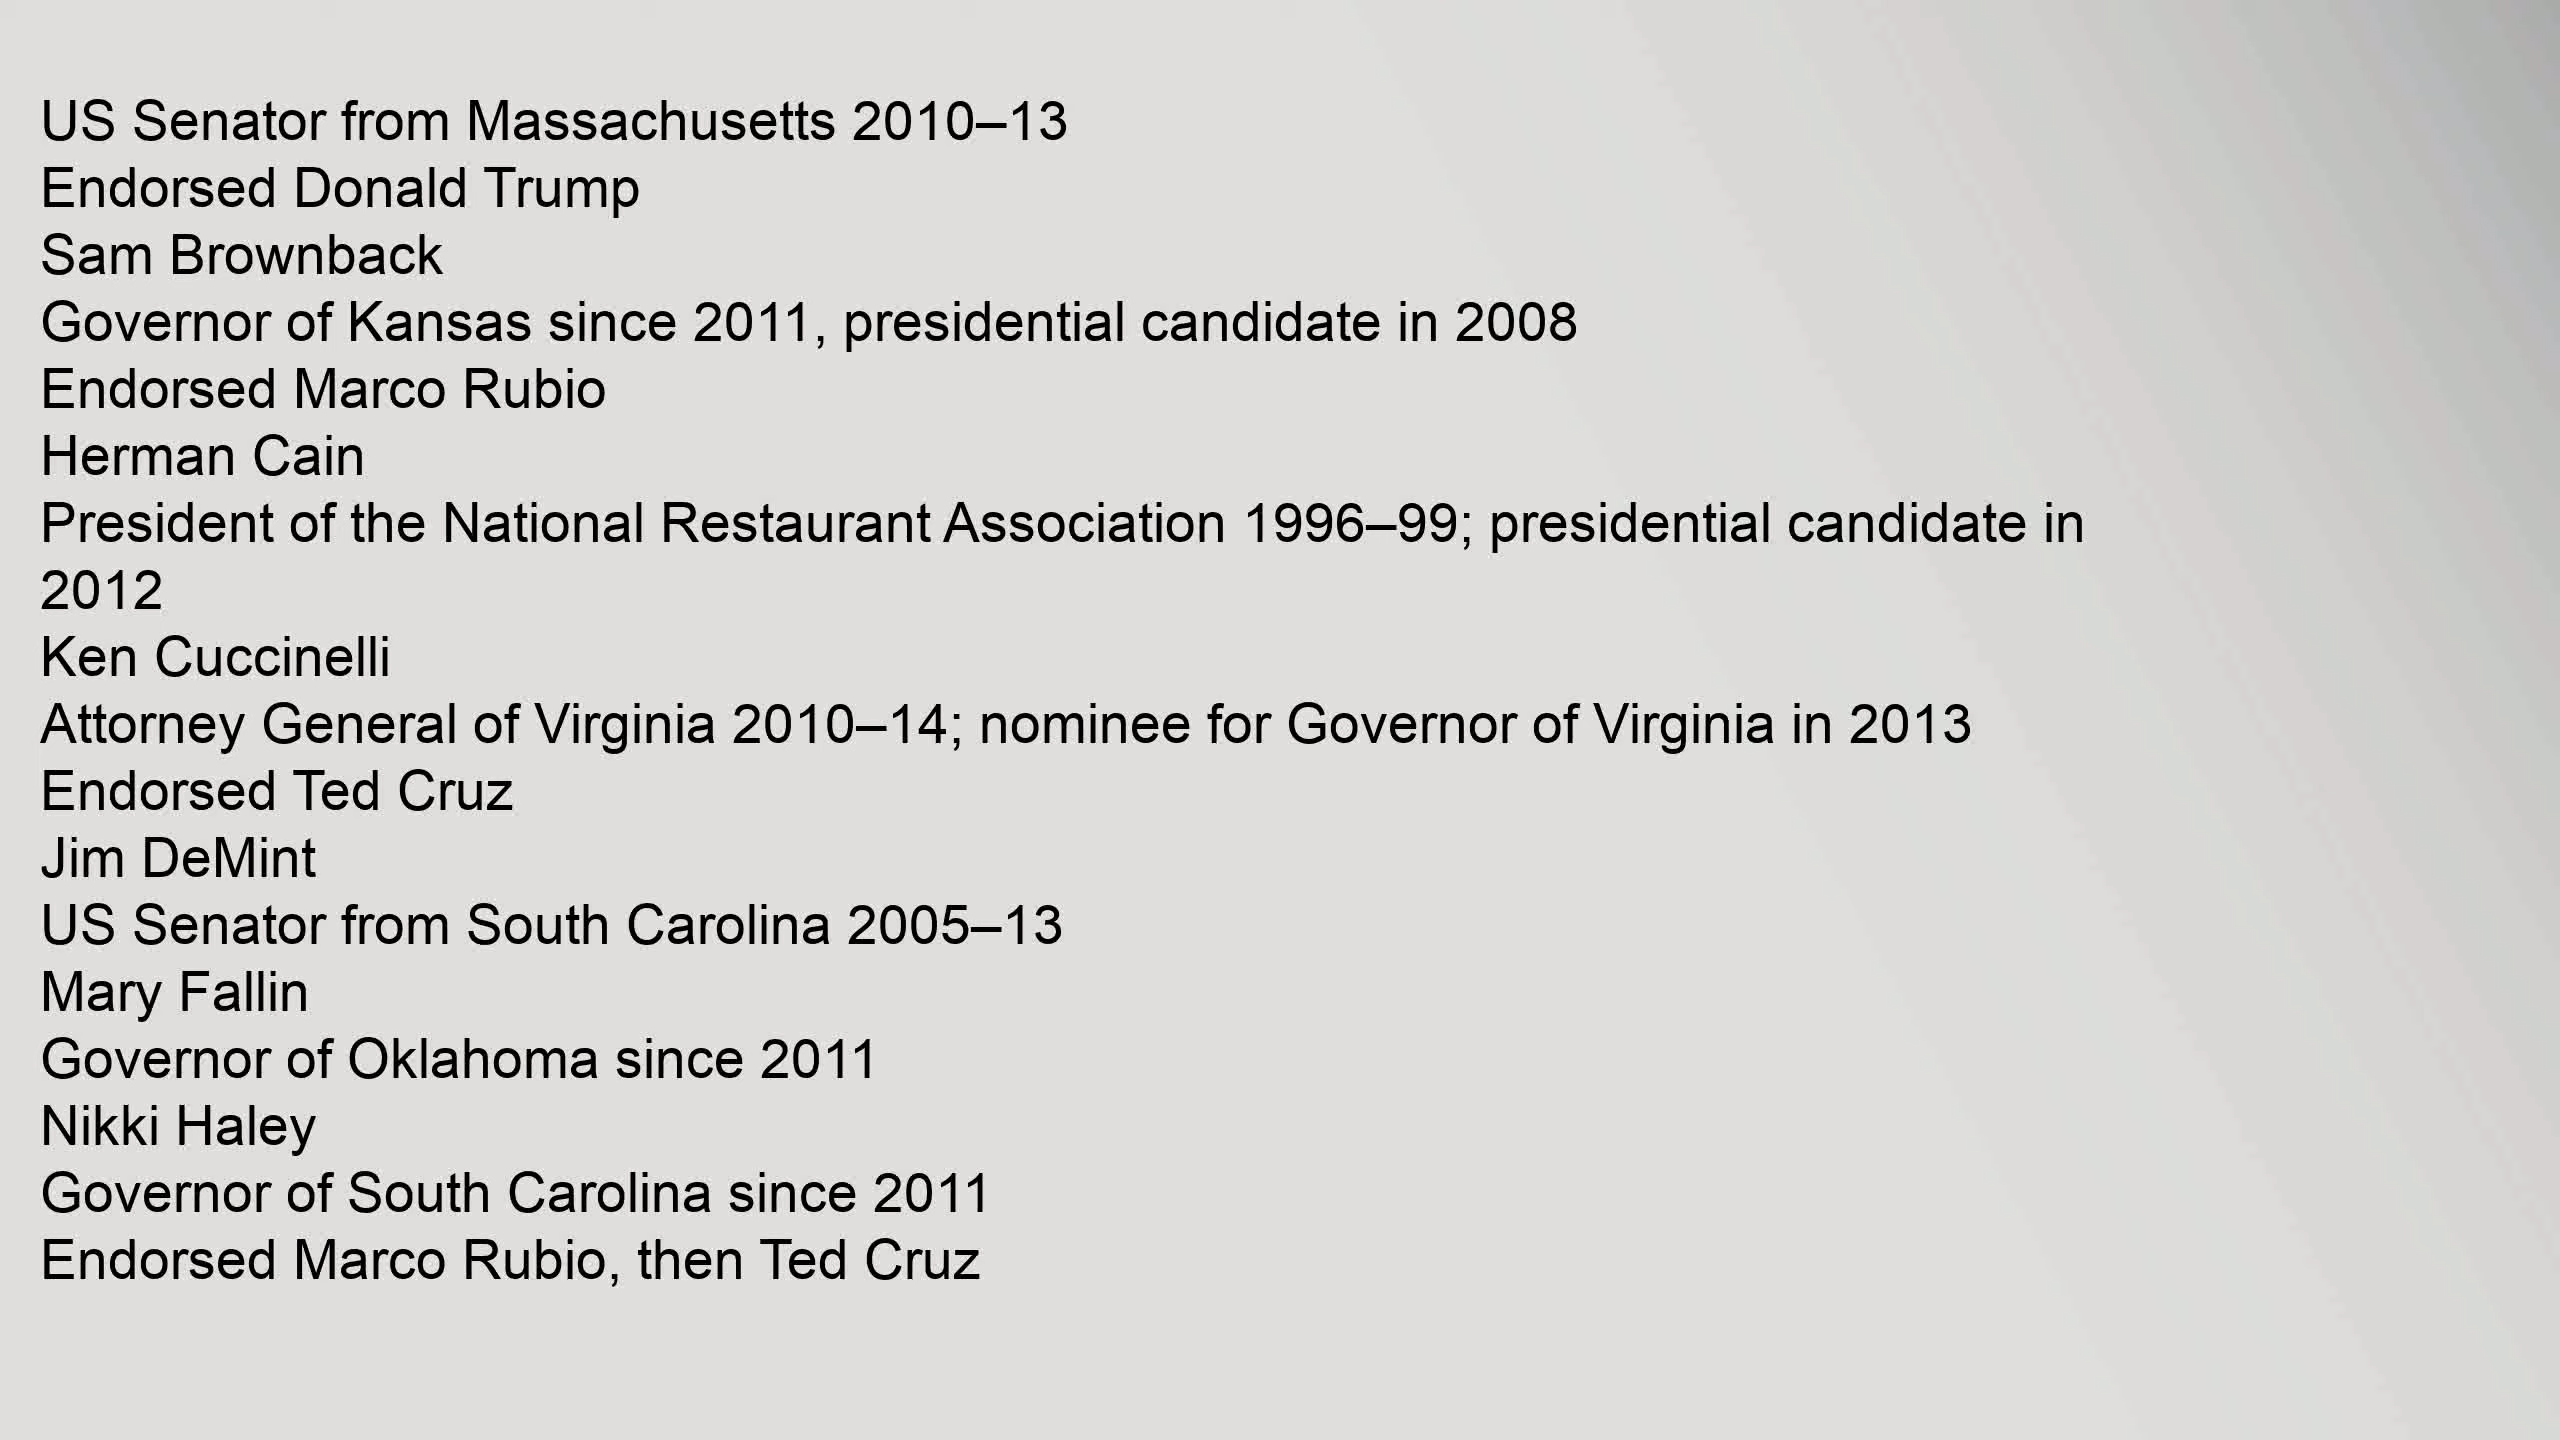 US Senator from Massachusetts 2010–13
Endorsed Donald Trump
Sam Brownback
Governor of Kansas since 2011, presidential candidate in 2008
Endorsed Marco Rubio
Herman Cain
President of the National Restaurant Association 1996–99; presidential candidate in
2012
Ken Cuccinelli
Attorney General of Virginia 2010–14; nominee for Governor of Virginia in 2013
Endorsed Ted Cruz
Jim DeMint
US Senator from South Carolina 2005–13
Mary Fallin
Governor of Oklahoma since 2011
Nikki Haley
Governor of South Carolina since 2011
Endorsed Marco Rubio, then Ted Cruz